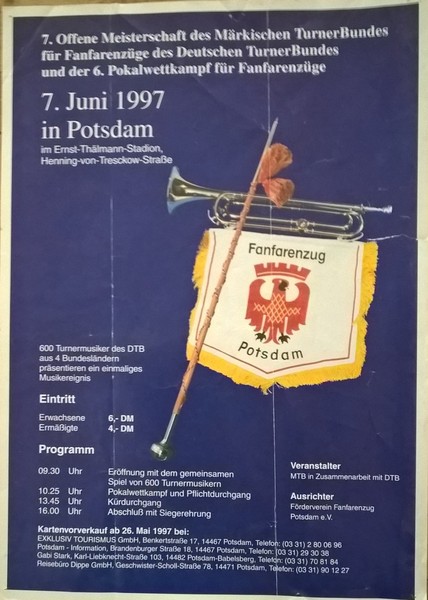 7. Offene Meisterschaft des Märkischen TurnerBundes
für Fanfarenzüge des Deutschen TurnerBundes
und der 6. Pokalwettkampf für Fanfarenzüge
7. Juni 1997
in Potsdam
im Ernst-Thälmann-Stadion,
Henning-von-Tresckow-Straße
Fanfarenzug
Potsdam
600 Turnermusiker des DTB
aus 4 Bundesländern
präsentieren ein einmaliges
Musikereignis
Eintritt
Erwachsene 6,- DM
Ermäßigte 4,- DM
Programm
09.30 Uhr Eröffnung mit dem gemeinsamen
Spiel von 600 Turnermusikern
10.25 Uhr Pokalwettkampf und Pflichtdurchgang
13.45 Uhr Kürdurchgang
16.00 Uhr Abschluß mit Siegerehrung
Veranstalter
MTB in Zusammenarbeit mit DTB
Ausrichter
Förderverein Fanfarenzug
Potsdam e.V.
Kartenvorverkauf ab 26. Mai 1997 bei:
EXKLUSIV TOURISMUS GmbH, Benkertstraße 17, 14467 Potsdam, Telefon: (03 31) 2 80 06 96
Potsdam - Information, Brandenburger Straße 18, 14467 Potsdam, Telefon: (03 31) 29 30 38
Gabi Stark, Karl-Liebknecht-Straße 103, 14482 Potsdam-Babelsberg, Telefon: (03 31) 70 81 84
Reisebüro Dippe GmbH, Geschwister-Scholl-Straße 78, 14471 Potsdam, Telefon: (03 31) 90 12 27